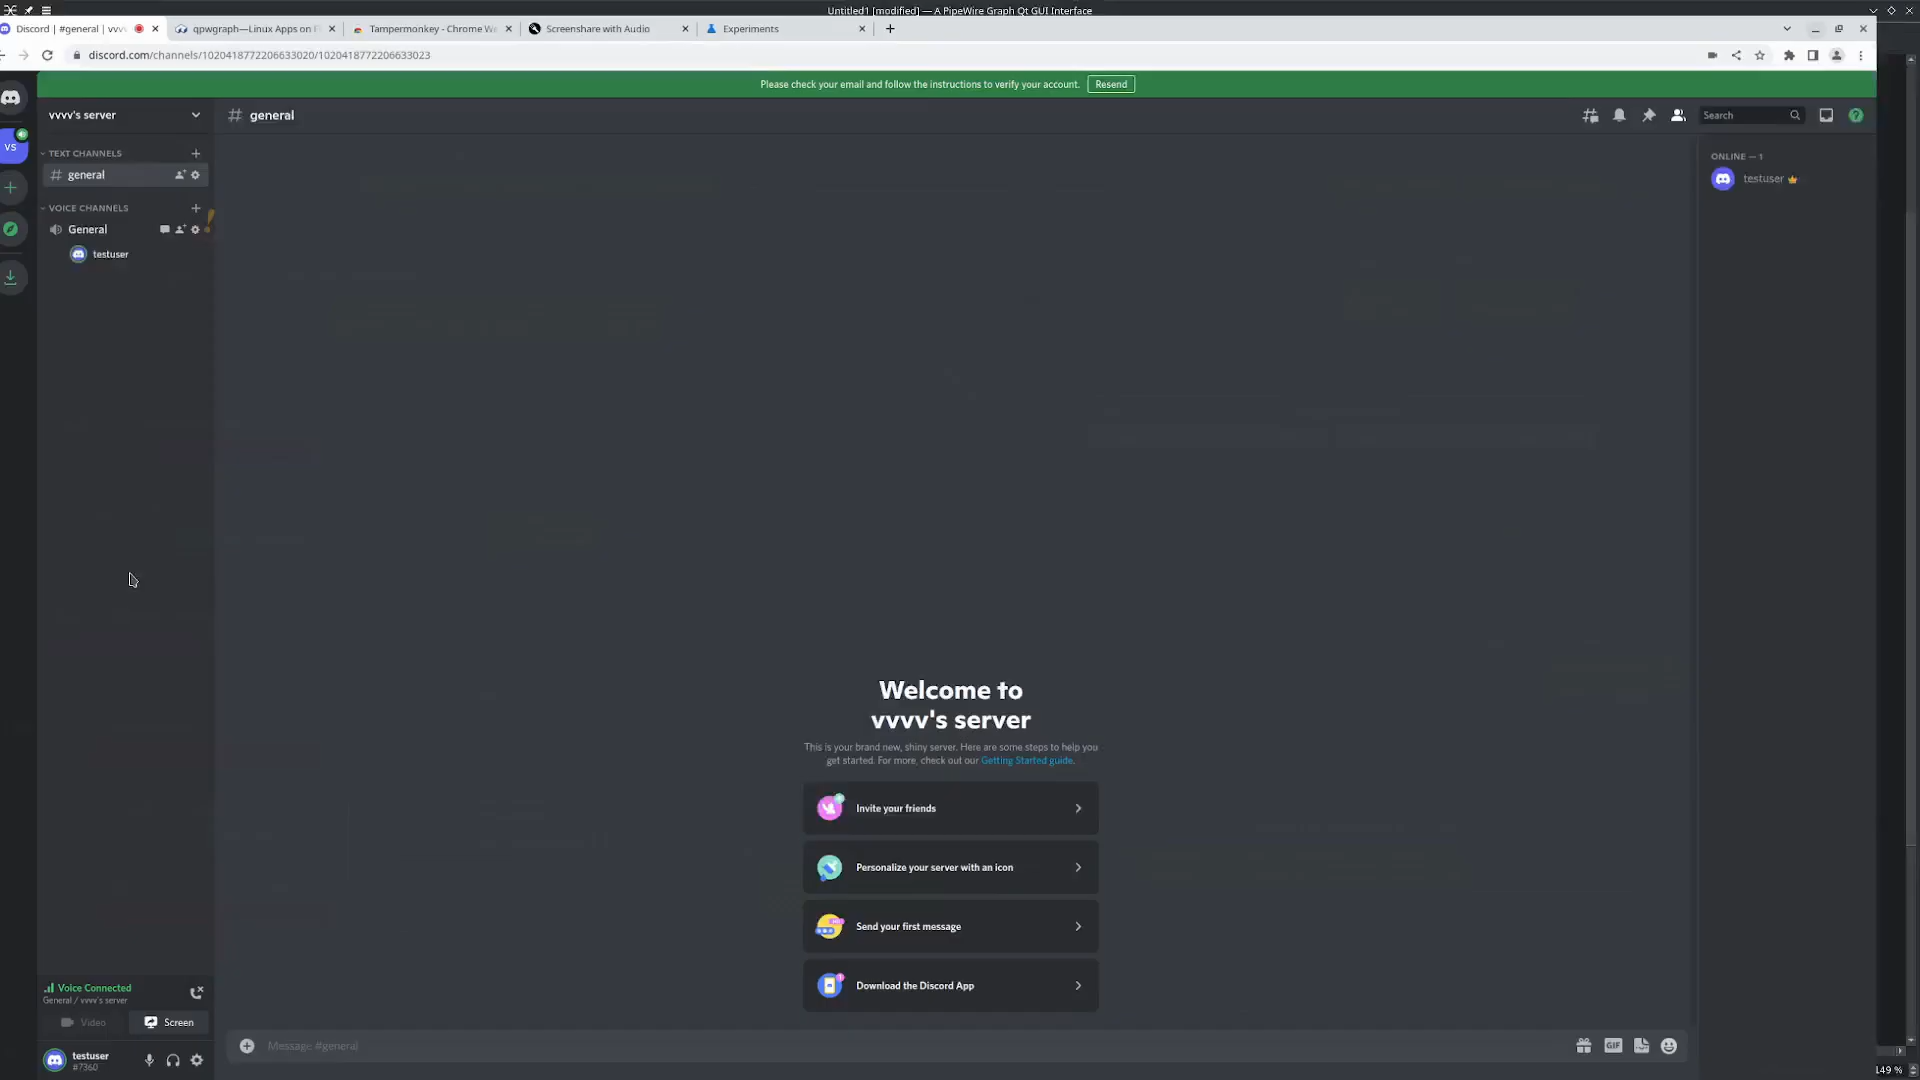 Untitled1 [modified] — A PipeWire Graph Qt GUI Interface
Discord | #general | vvvv
qpwgraph—Linux Apps on F
Tampermonkey - Chrome We
Screenshare with Audio
Experiments
discord.com/channels/1020418772206633020/1020418772206633023
Please check your email and follow the instructions to verify your account.
Resend
vvvv's server
general
Search
VS
TEXT CHANNELS
general
VOICE CHANNELS
General
testuser
ONLINE — 1
testuser
Welcome to
vvvv's server
This is your brand new, shiny server. Here are some steps to help you
get started. For more, check out our Getting Started guide.
Invite your friends
Personalize your server with an icon
Send your first message
Download the Discord App
Voice Connected
General / vvvv's server
Video
Screen
testuser
#7360
Message #general
GIF
149 %